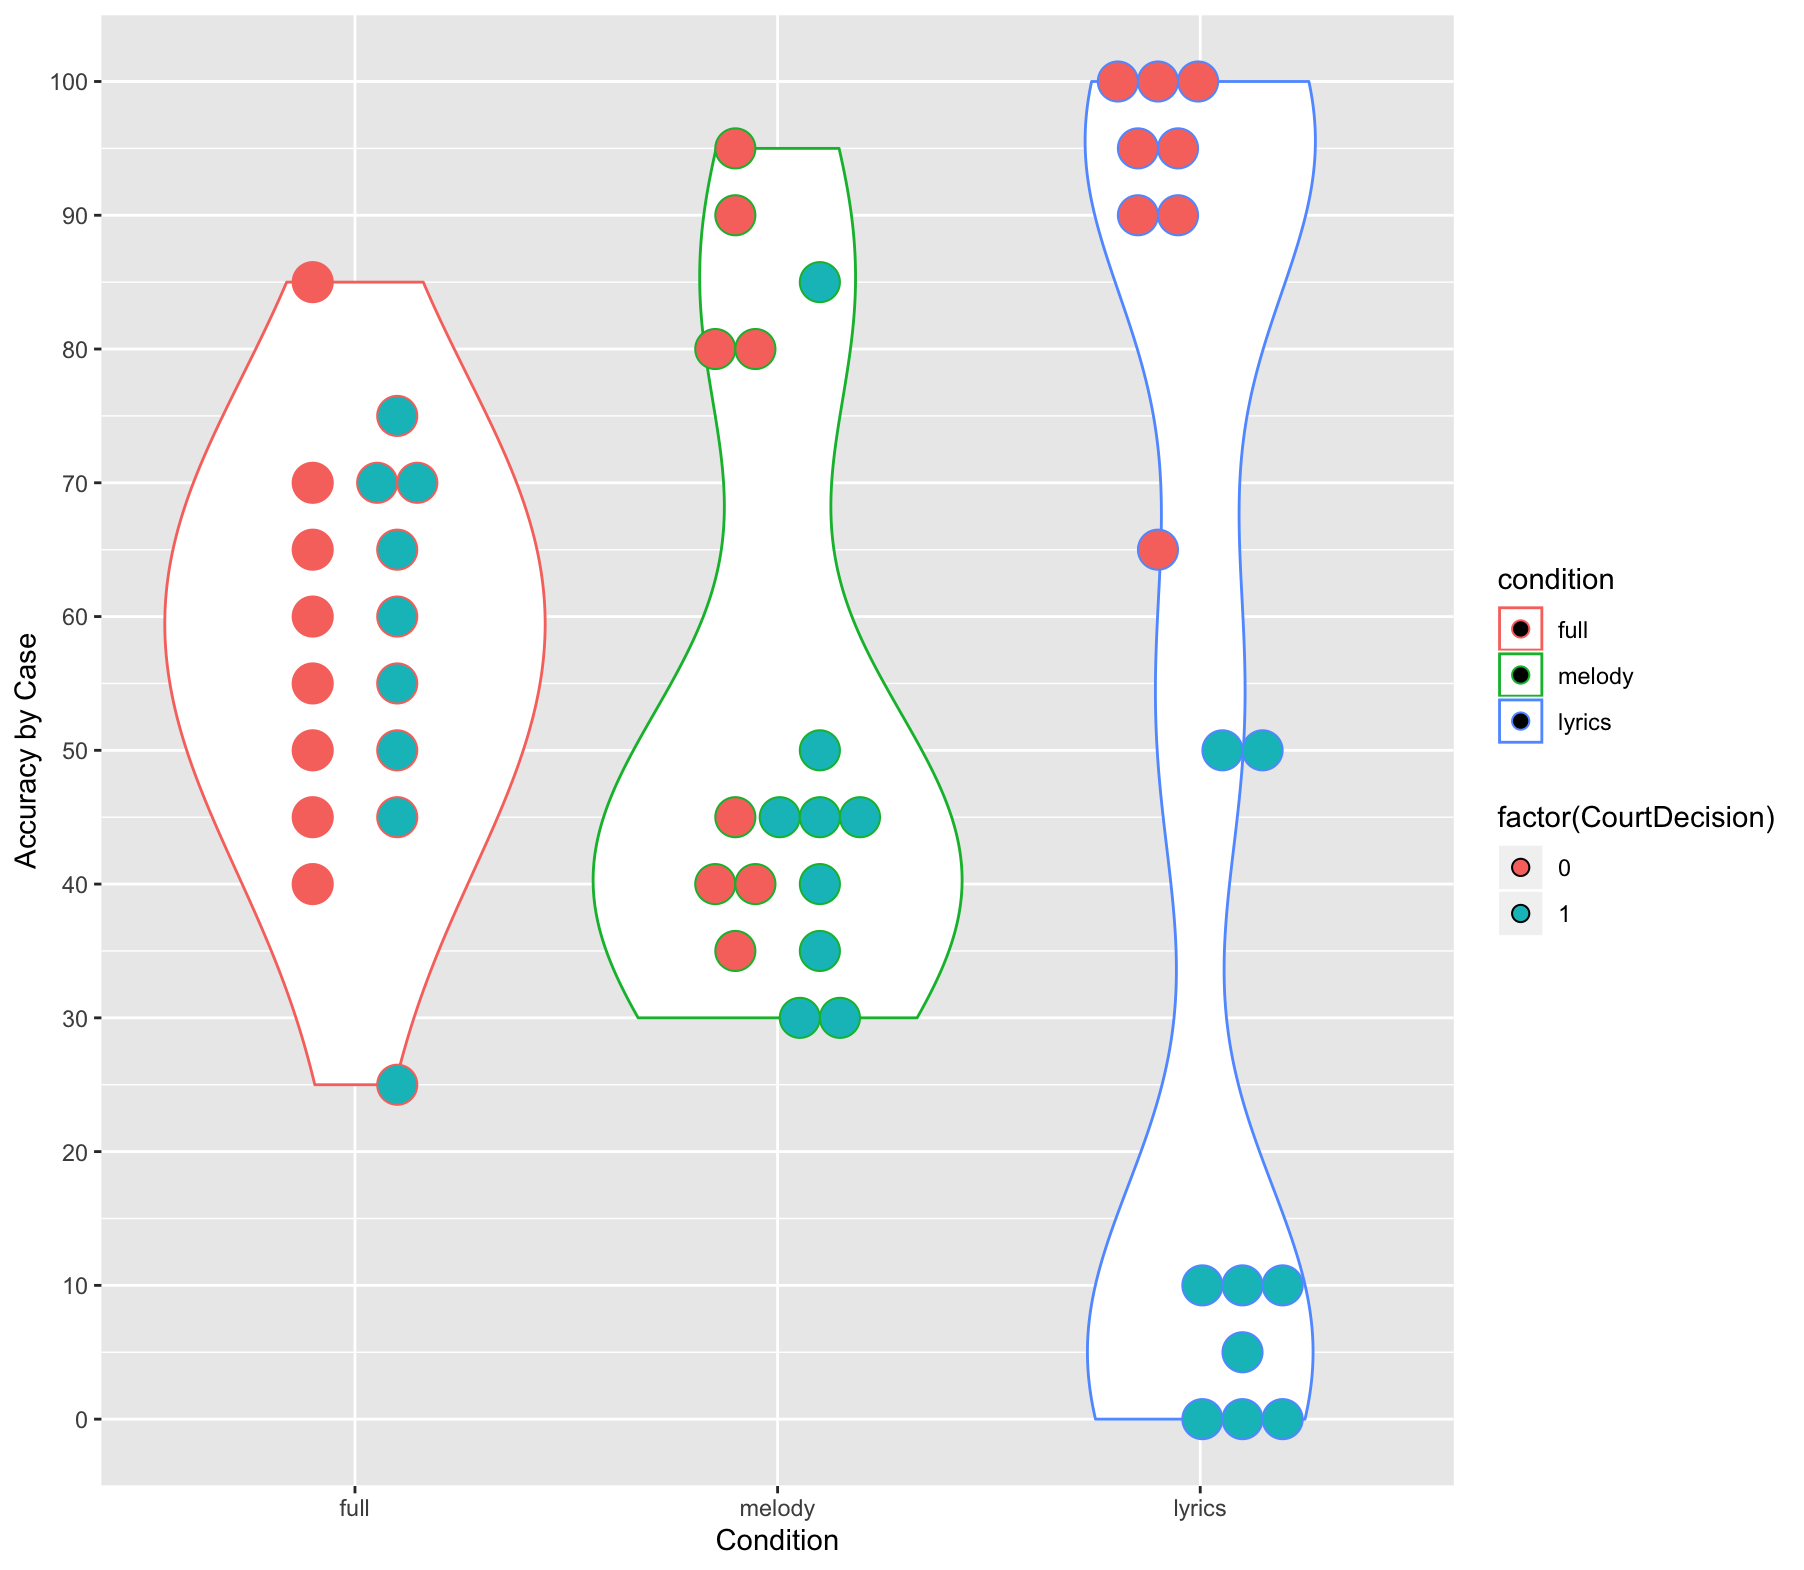 100
90
80
70
60
50
40
30
20
10
0
Accuracy by Case
full
melody
lyrics
Condition
condition
full
melody
lyrics
factor(CourtDecision)
0
1